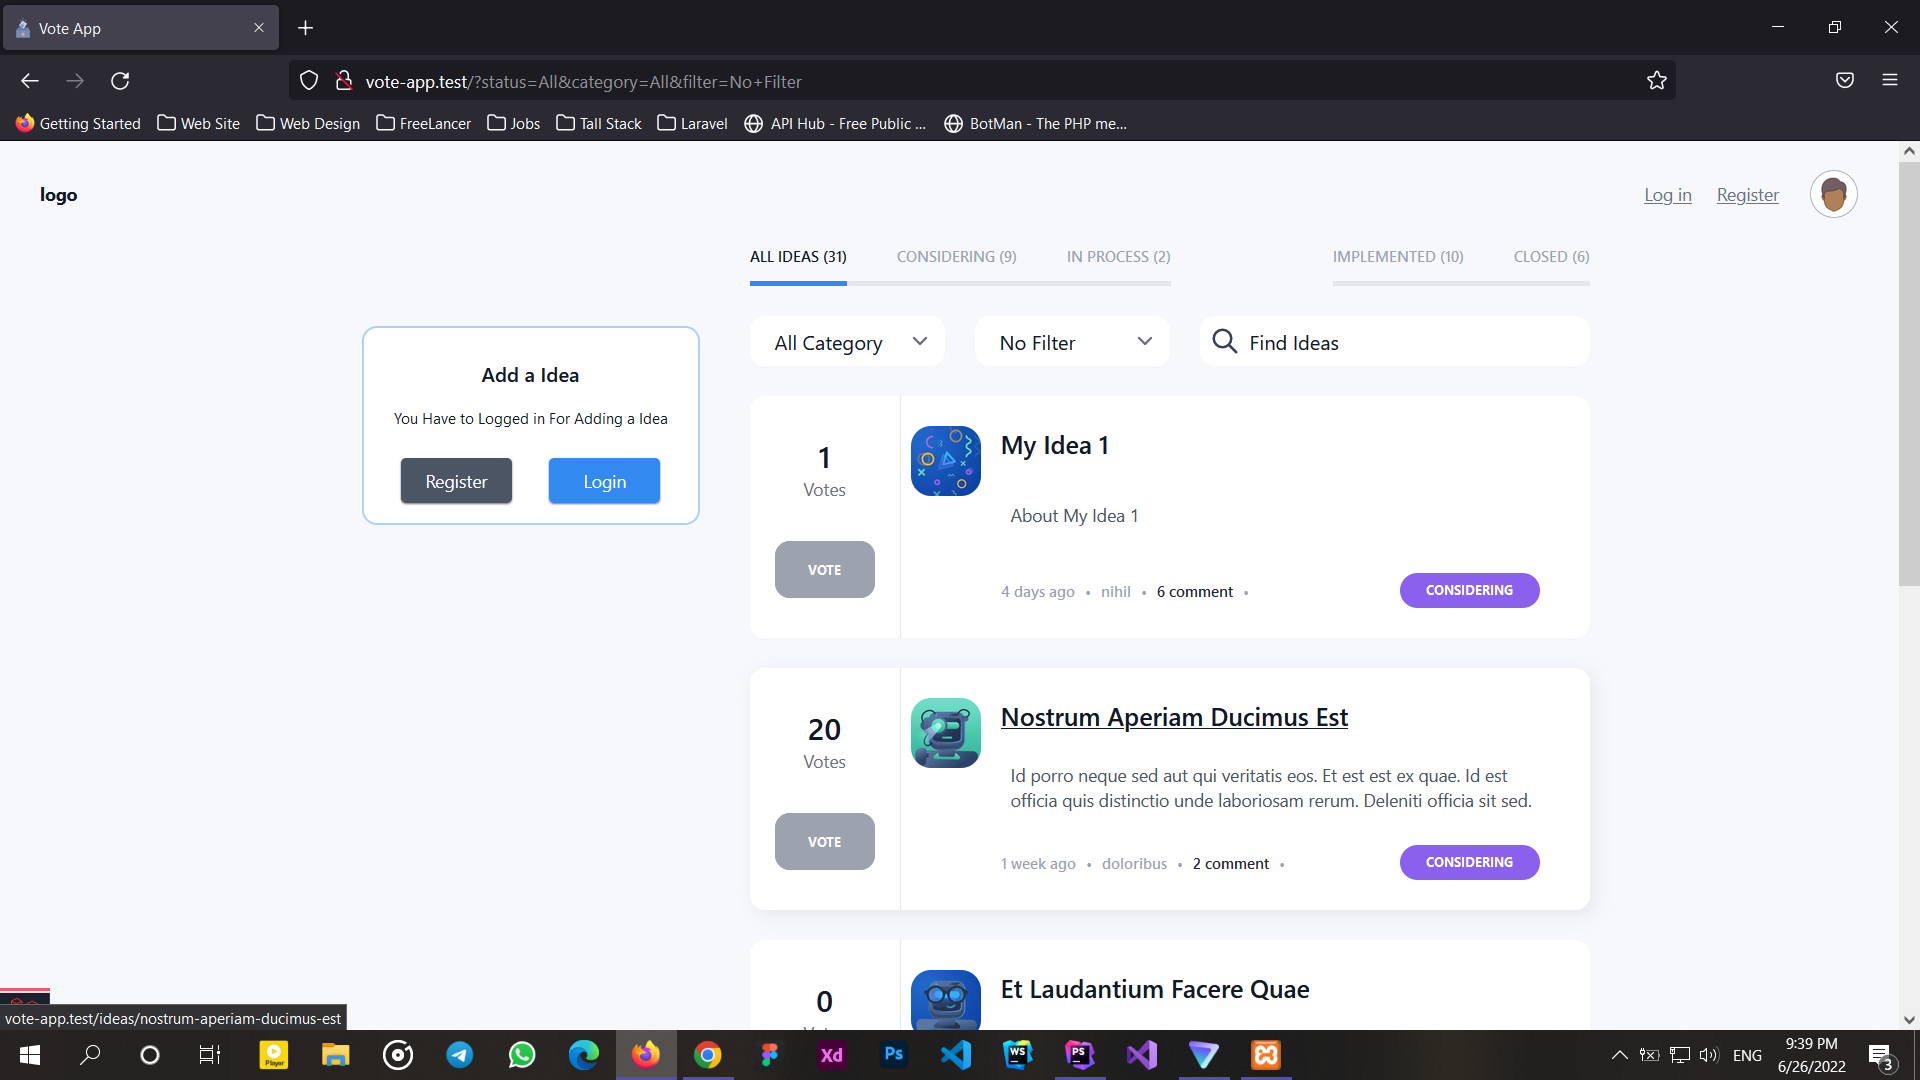 Vote App
vote-app.test/?status=All&category=All&filter=No+Filter
Getting Started Web Site Web Design FreeLancer Jobs Tall Stack Laravel API Hub - Free Public ... BotMan - The PHP me...
logo
Log in Register
ALL IDEAS (31) CONSIDERING (9) IN PROCESS (2) IMPLEMENTED (10) CLOSED (6)
All Category No Filter Find Ideas
Add a Idea
You Have to Logged in For Adding a Idea
Register Login
1
Votes
VOTE
My Idea 1
About My Idea 1
4 days ago • nihil • 6 comment •
CONSIDERING
20
Votes
VOTE
Nostrum Aperiam Ducimus Est
Id porro neque sed aut qui veritatis eos. Et est est ex quae. Id est
officia quis distinctio unde laboriosam rerum. Deleniti officia sit sed.
1 week ago • doloribus • 2 comment •
CONSIDERING
0
Et Laudantium Facere Quae
vote-app.test/ideas/nostrum-aperiam-ducimus-est
Player
Xd
Ps
WS
PS
ENG
9:39 PM
6/26/2022
3